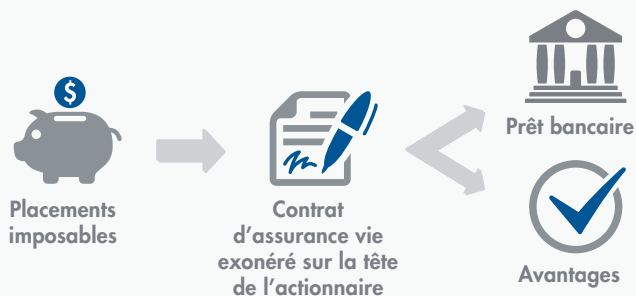 $
Placements
imposables
Contrat
d’assurance vie
exonéré sur la tête
de l’actionnaire
Prêt bancaire
Avantages